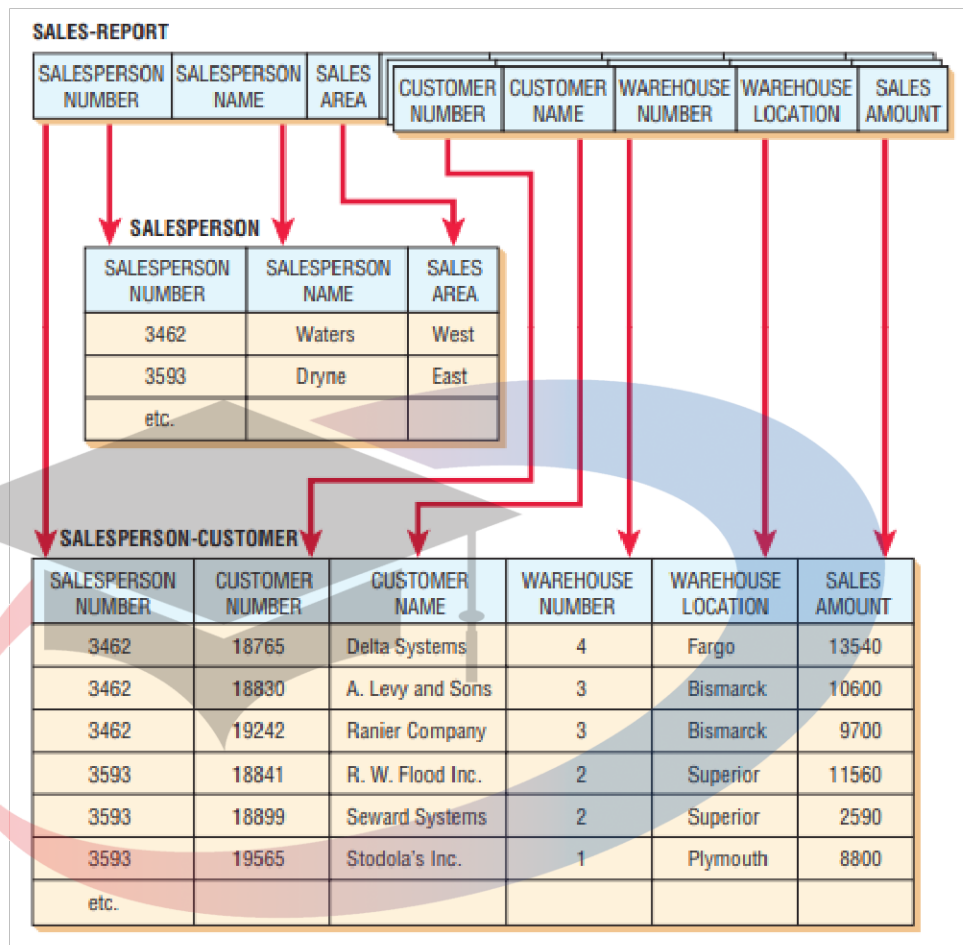 SALES-REPORT
SALESPERSON NUMBER SALESPERSON NAME SALES AREA CUSTOMER NUMBER CUSTOMER NAME WAREHOUSE NUMBER WAREHOUSE LOCATION SALES AMOUNT
SALESPERSON
SALESPERSON NUMBER SALESPERSON NAME SALES AREA
3462 Waters West
3593 Dryne East
etc.
SALESPERSON-CUSTOMER
SALESPERSON NUMBER CUSTOMER NUMBER CUSTOMER NAME WAREHOUSE NUMBER WAREHOUSE LOCATION SALES AMOUNT
3462 18765 Delta Systems 4 Fargo 13540
3462 18830 A. Levy and Sons 3 Bismarck 10600
3462 19242 Ranier Company 3 Bismarck 9700
3593 18841 R. W. Flood Inc. 2 Superior 11560
3593 18899 Seward Systems 2 Superior 2590
3593 19565 Stodola's Inc. 1 Plymouth 8800
etc.